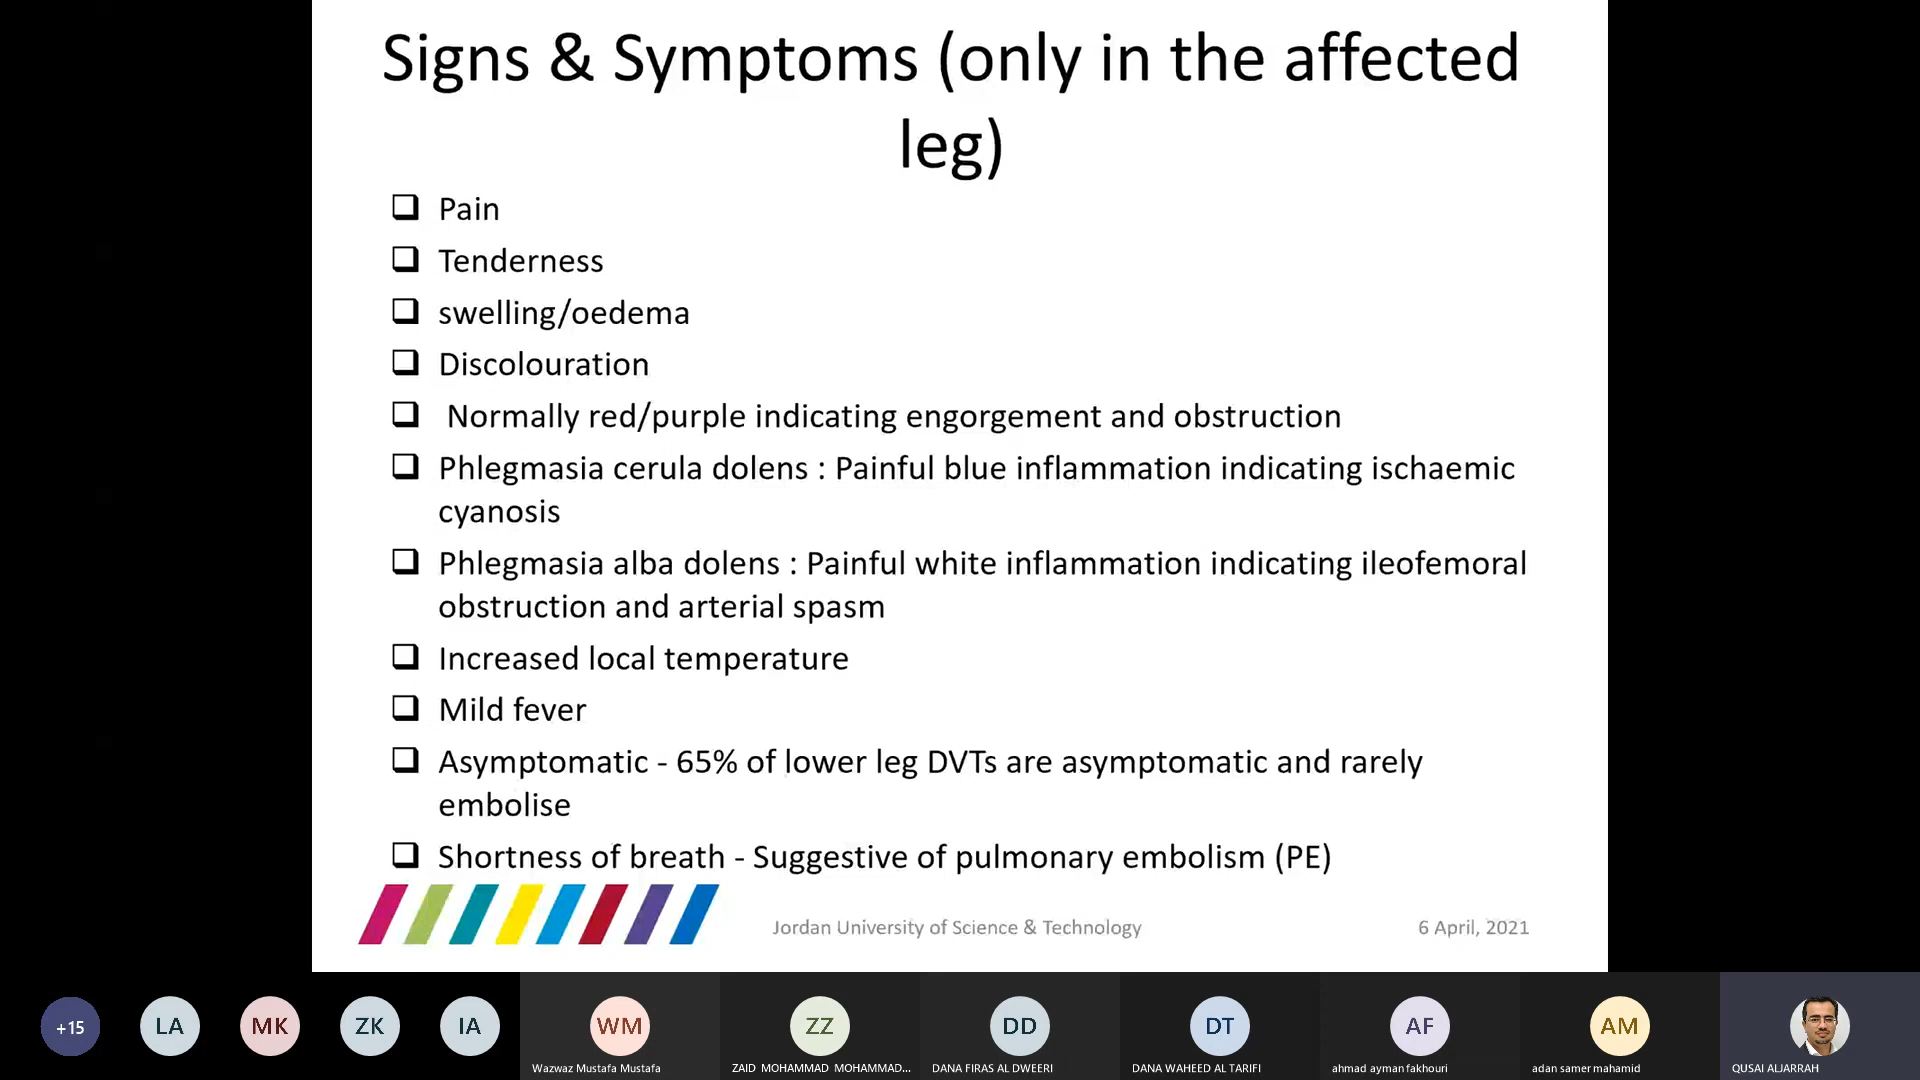 Signs & Symptoms (only in the affected
leg)
Pain
Tenderness
swelling/oedema
Discolouration
Normally red/purple indicating engorgement and obstruction
Phlegmasia cerula dolens : Painful blue inflammation indicating ischaemic
cyanosis
Phlegmasia alba dolens : Painful white inflammation indicating ileofemoral
obstruction and arterial spasm
Increased local temperature
Mild fever
Asymptomatic - 65% of lower leg DVTs are asymptomatic and rarely
embolise
Shortness of breath - Suggestive of pulmonary embolism (PE)
Jordan University of Science & Technology
6 April, 2021
+15
LA
MK
ZK
IA
WM
ZZ
DD
DT
AF
AM
Wazwaz Mustafa Mustafa
ZAID MOHAMMAD MOHAMMAD...
DANA FIRAS AL DWEERI
DANA WAHEED AL TARIFI
ahmad ayman fakhouri
adan samer mahamid
QUSAI ALJARRAH